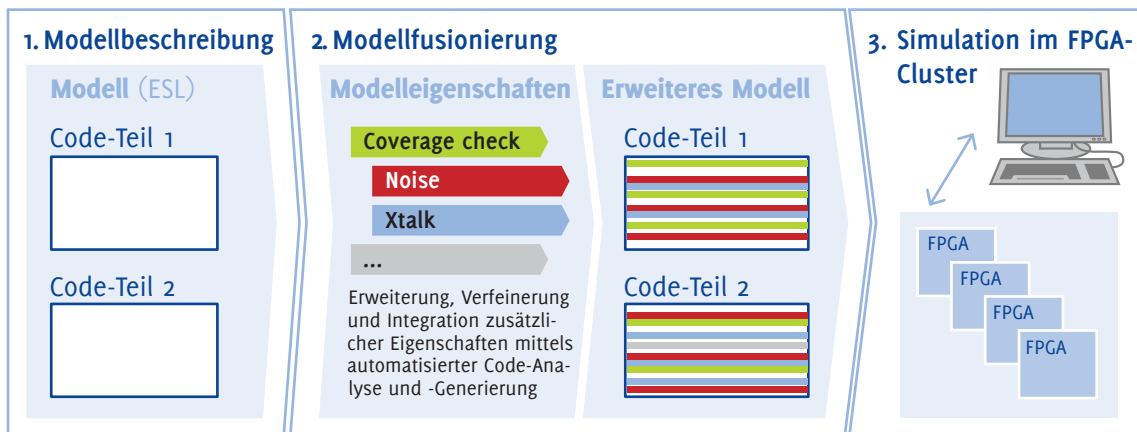 1. Modellbeschreibung
Modell (ESL)
Code-Teil 1
Code-Teil 2
2. Modellfusionierung
Modelleigenschaften
Coverage check
Noise
Xtalk
...
Erweiterung, Verfeinerung
und Integration zusätzli-
cher Eigenschaften mittels
automatisierter Code-Ana-
lyse und -Generierung
Erweiteres Modell
Code-Teil 1
Code-Teil 2
3. Simulation im FPGA-
Cluster
FPGA
FPGA
FPGA
FPGA